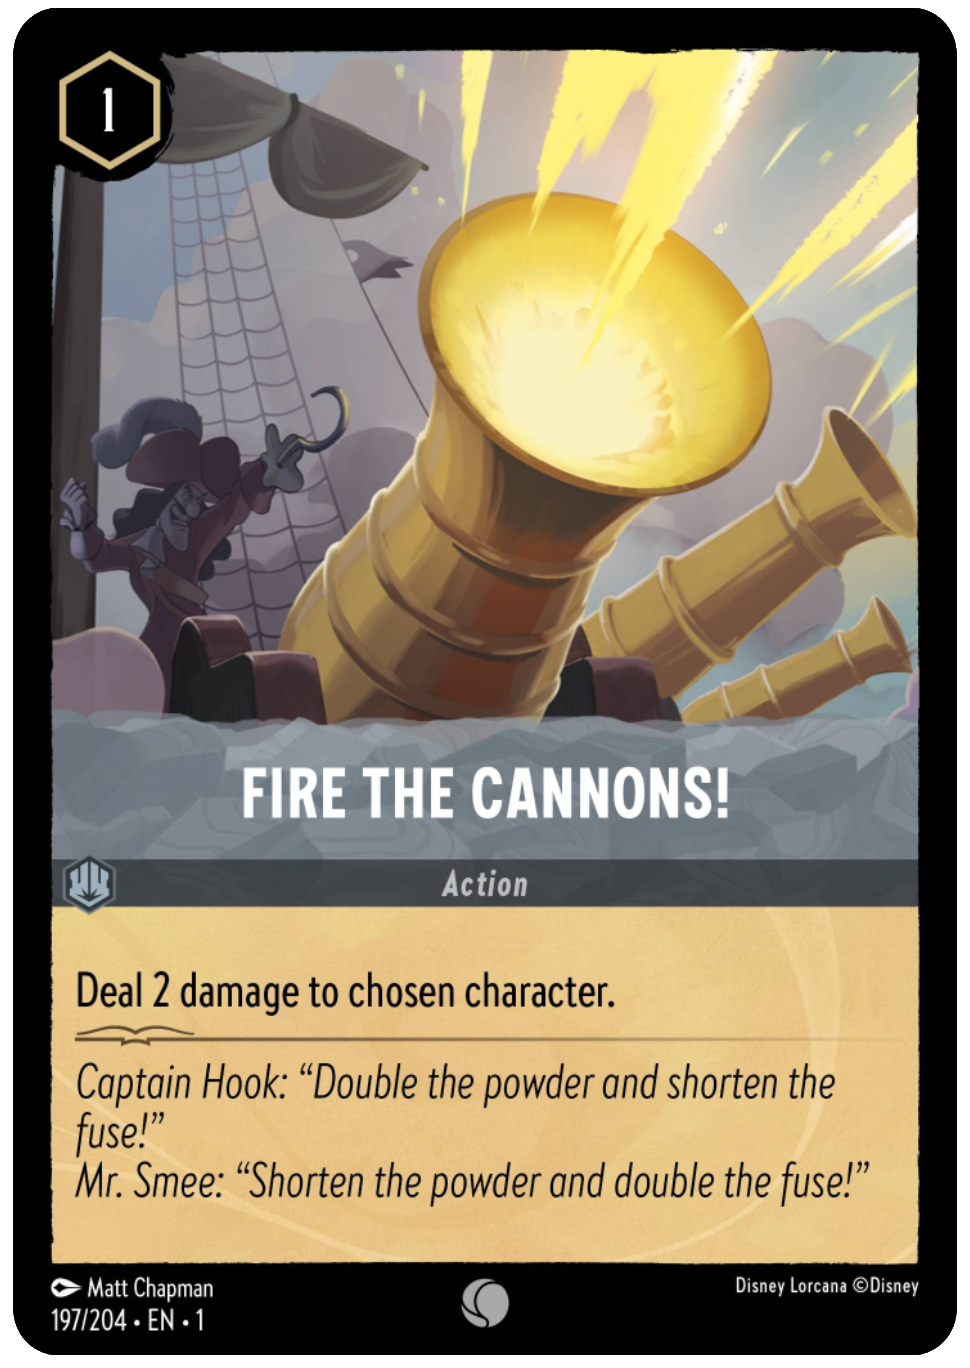 1
FIRE THE CANNONS!
Action
Deal 2 damage to chosen character.
Captain Hook: “Double the powder and shorten the
fuse!”
Mr. Smee: “Shorten the powder and double the fuse!”
Matt Chapman
Disney Lorcana ©Disney
197/204 • EN • 1